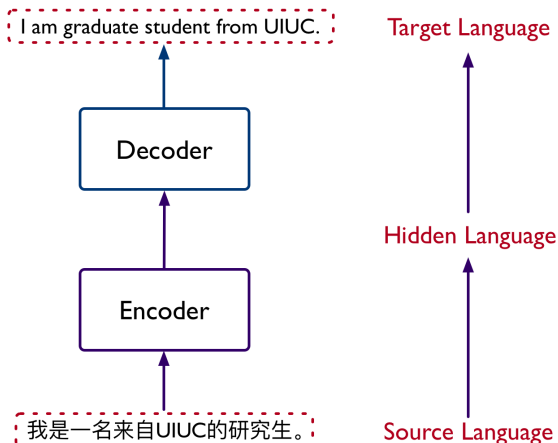 I am graduate student from UIUC.
Target Language
Decoder
Hidden Language
Encoder
我是一名来自UIUC的研究生。
Source Language